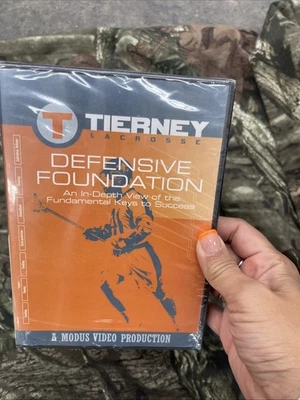 T TIERNEY
LACROSSE
DEFENSIVE
FOUNDATION
An In-Depth View of the
Fundamental Keys to Success
A MODUS VIDEO PRODUCTION